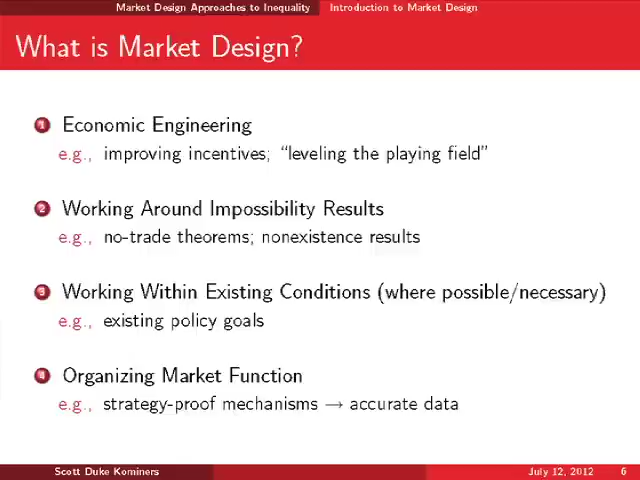 Market Design Approaches to Inequality Introduction to Market Design
What is Market Design?
1 Economic Engineering
e.g., improving incentives; “leveling the playing field”
2 Working Around Impossibility Results
e.g., no-trade theorems; nonexistence results
3 Working Within Existing Conditions (where possible/necessary)
e.g., existing policy goals
4 Organizing Market Function
e.g., strategy-proof mechanisms → accurate data
Scott Duke Kominers July 12, 2012 6